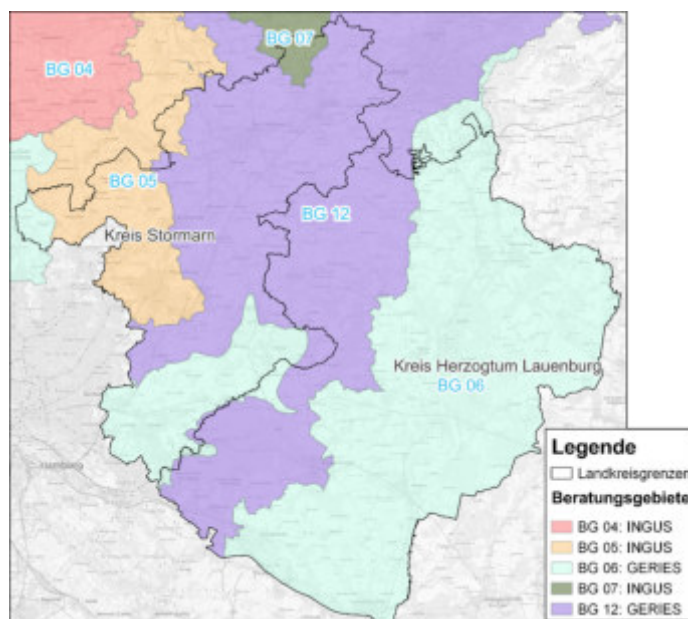 BG 07
BG 04
BG 05
BG 12
Kreis Stormarn
Kreis Herzogtum Lauenburg
BG 06
Hamburg
Legende
Landkreisgrenzen
Beratungsgebiete
BG 04: INGUS
BG 05: INGUS
BG 06: GERIES
BG 07: INGUS
BG 12: GERIES